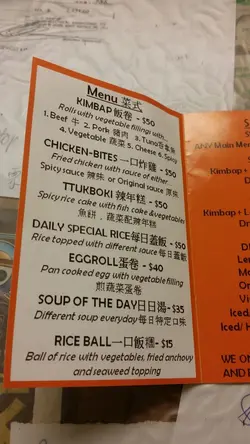 Menu 菜式
KIMBAP 飯卷 - $50
Rolls with vegetable fillings with...
1. Beef 牛 2. Pork 豬肉 3. Tuna 吞拿魚
4. Vegetable 蔬菜 5. Cheese 6. Spicy
CHICKEN-BITES 一口炸雞 - $50
Fried chicken with sauce of either
Spicy sauce 辣味 or Original sauce 原味
TTUKBOKI 辣年糕 - $50
Spicy rice cake with fish cake & vegetables
魚餅.蔬菜配辣年糕
DAILY SPECIAL RICE 每日蓋飯 - $50
Rice topped with different sauce 每日蓋飯
EGGROLL 蛋卷 - $40
Pan cooked egg with vegetable filling
煎蔬菜蛋卷
SOUP OF THE DAY 日日湯 - $35
Different soup everyday 每日特定口味
RICE BALL 一口飯糰 - $15
Ball of rice with vegetables, fried anchovy
and seaweed topping
S
ANY Main Me
Kimbap +
D
Kimbap + L
Dr
D
Le
M
Vi
Iced
Iced/ H
WE O
AND